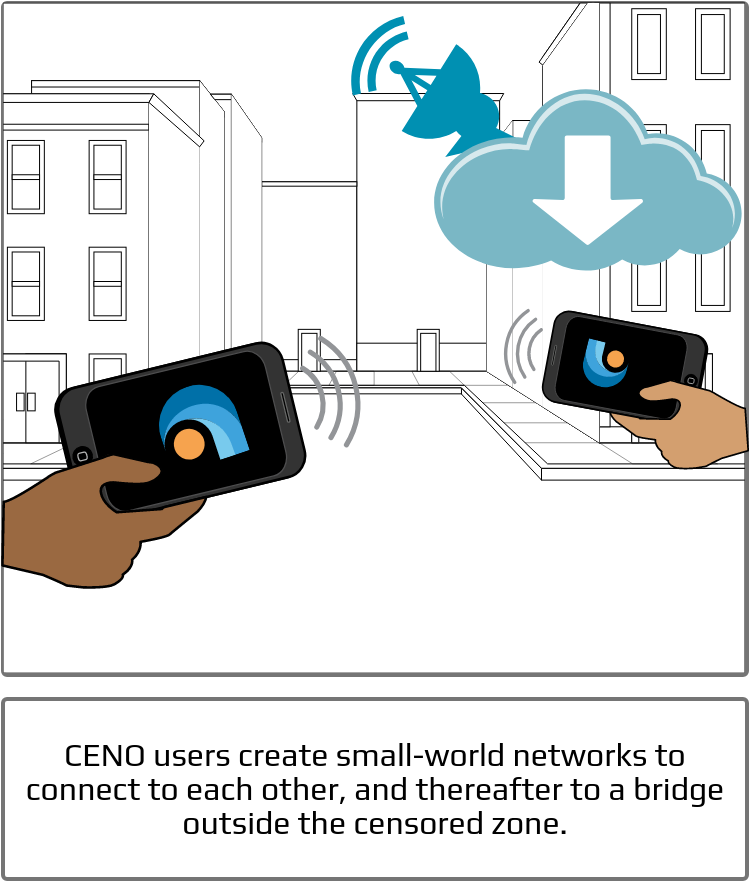 CENO users create small-world networks to
connect to each other, and thereafter to a bridge
outside the censored zone.